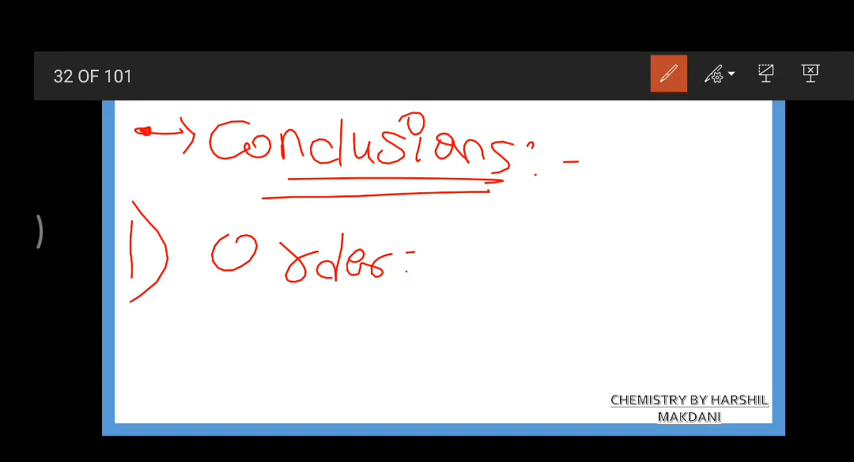 32 OF 101
→ Conclusions: -
1) Order:
CHEMISTRY BY HARSHIL
MAKDANI